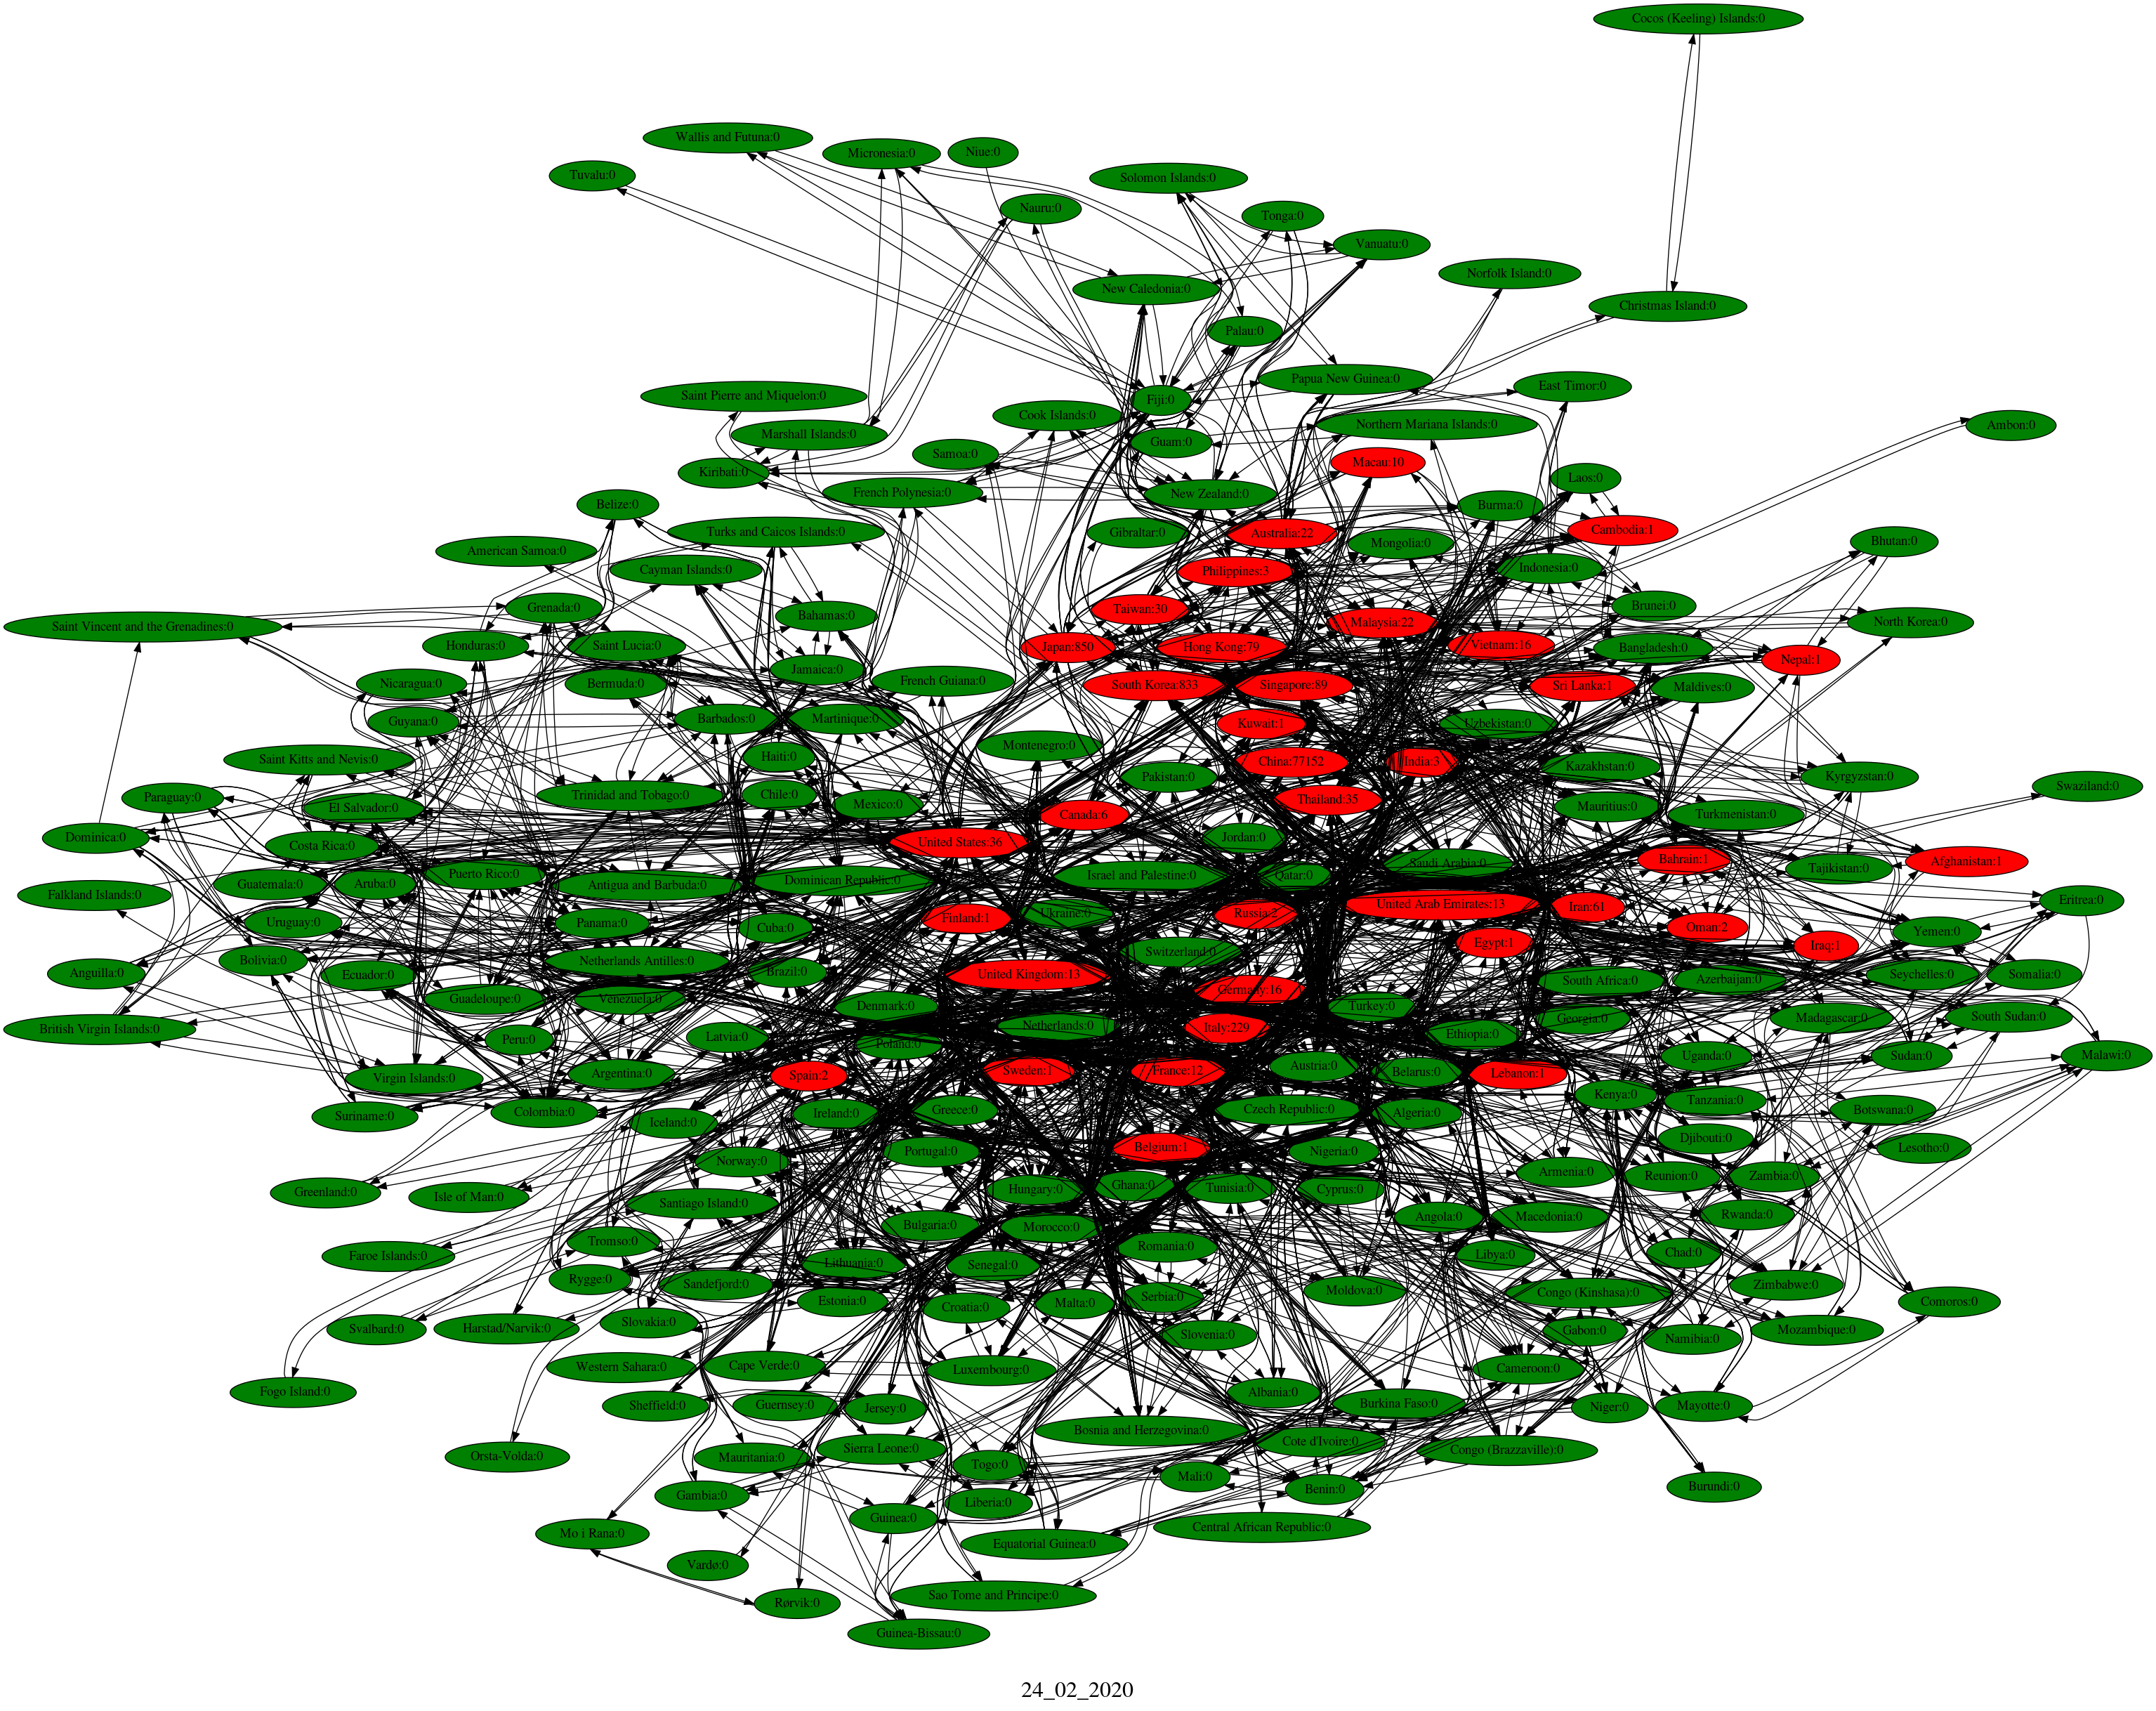 Cocos (Keeling) Islands:0
Wallis and Futuna:0
Micronesia:0
Niue:0
Tuvalu:0
Solomon Islands:0
Nauru:0
Tonga:0
Vanuatu:0
Norfolk Island:0
New Caledonia:0
Christmas Island:0
Palau:0
Papua New Guinea:0
East Timor:0
Saint Pierre and Miquelon:0
Fiji:0
Cook Islands:0
Northern Mariana Islands:0
Ambon:0
Marshall Islands:0
Guam:0
Samoa:0
Macau:10
Kiribati:0
Laos:0
French Polynesia:0
New Zealand:0
Belize:0
Burma:0
Turks and Caicos Islands:0
Gibraltar:0
Australia:22
Cambodia:1
American Samoa:0
Mongolia:0
Bhutan:0
Cayman Islands:0
Philippines:3
Indonesia:0
Grenada:0
Bahamas:0
Taiwan:30
Brunei:0
Saint Vincent and the Grenadines:0
Malaysia:22
North Korea:0
Honduras:0
Saint Lucia:0
Japan:850
Hong Kong:79
Vietnam:16
Bangladesh:0
Nepal:1
Jamaica:0
Nicaragua:0
Bermuda:0
French Guiana:0
South Korea:833
Singapore:89
Sri Lanka:1
Maldives:0
Guyana:0
Barbados:0
Martinique:0
Kuwait:1
Uzbekistan:0
Montenegro:0
Saint Kitts and Nevis:0
Haiti:0
China:77152
India:3
Kazakhstan:0
Pakistan:0
Kyrgyzstan:0
Swaziland:0
Paraguay:0
El Salvador:0
Trinidad and Tobago:0
Chile:0
Mexico:0
Thailand:35
Mauritius:0
Turkmenistan:0
Canada:6
Dominica:0
Costa Rica:0
United States:36
Jordan:0
Saudi Arabia:0
Bahrain:1
Tajikistan:0
Afghanistan:1
Guatemala:0
Aruba:0
Puerto Rico:0
Antigua and Barbuda:0
Dominican Republic:0
Israel and Palestine:0
Qatar:0
Falkland Islands:0
Eritrea:0
Uruguay:0
Panama:0
Cuba:0
Finland:1
Ukraine:0
Russia:2
United Arab Emirates:13
Iran:61
Oman:2
Yemen:0
Egypt:1
Iraq:1
Switzerland:0
Anguilla:0
Bolivia:0
Ecuador:0
Netherlands Antilles:0
Brazil:0
United Kingdom:13
South Africa:0
Azerbaijan:0
Seychelles:0
Somalia:0
Guadeloupe:0
Venezuela:0
Denmark:0
Germany:16
Turkey:0
British Virgin Islands:0
Peru:0
Latvia:0
Poland:0
Netherlands:0
Italy:229
Ethiopia:0
Georgia:0
Madagascar:0
South Sudan:0
Uganda:0
Sudan:0
Malawi:0
Virgin Islands:0
Argentina:0
Spain:2
Sweden:1
France:12
Austria:0
Belarus:0
Lebanon:1
Suriname:0
Colombia:0
Iceland:0
Ireland:0
Greece:0
Czech Republic:0
Algeria:0
Kenya:0
Tanzania:0
Botswana:0
Djibouti:0
Lesotho:0
Norway:0
Portugal:0
Belgium:1
Nigeria:0
Armenia:0
Reunion:0
Zambia:0
Greenland:0
Isle of Man:0
Santiago Island:0
Hungary:0
Ghana:0
Tunisia:0
Cyprus:0
Angola:0
Macedonia:0
Rwanda:0
Bulgaria:0
Morocco:0
Faroe Islands:0
Tromso:0
Romania:0
Libya:0
Chad:0
Rygge:0
Sandefjord:0
Lithuania:0
Senegal:0
Moldova:0
Congo (Kinshasa):0
Zimbabwe:0
Estonia:0
Croatia:0
Malta:0
Serbia:0
Comoros:0
Svalbard:0
Harstad/Narvik:0
Slovakia:0
Slovenia:0
Gabon:0
Namibia:0
Mozambique:0
Western Sahara:0
Cape Verde:0
Luxembourg:0
Cameroon:0
Fogo Island:0
Albania:0
Sheffield:0
Guernsey:0
Jersey:0
Burkina Faso:0
Niger:0
Mayotte:0
Bosnia and Herzegovina:0
Cote d'Ivoire:0
Congo (Brazzaville):0
Orsta-Volda:0
Mauritania:0
Sierra Leone:0
Togo:0
Mali:0
Benin:0
Burundi:0
Gambia:0
Liberia:0
Guinea:0
Central African Republic:0
Mo i Rana:0
Equatorial Guinea:0
Vardø:0
Sao Tome and Principe:0
Rørvik:0
Guinea-Bissau:0
24_02_2020